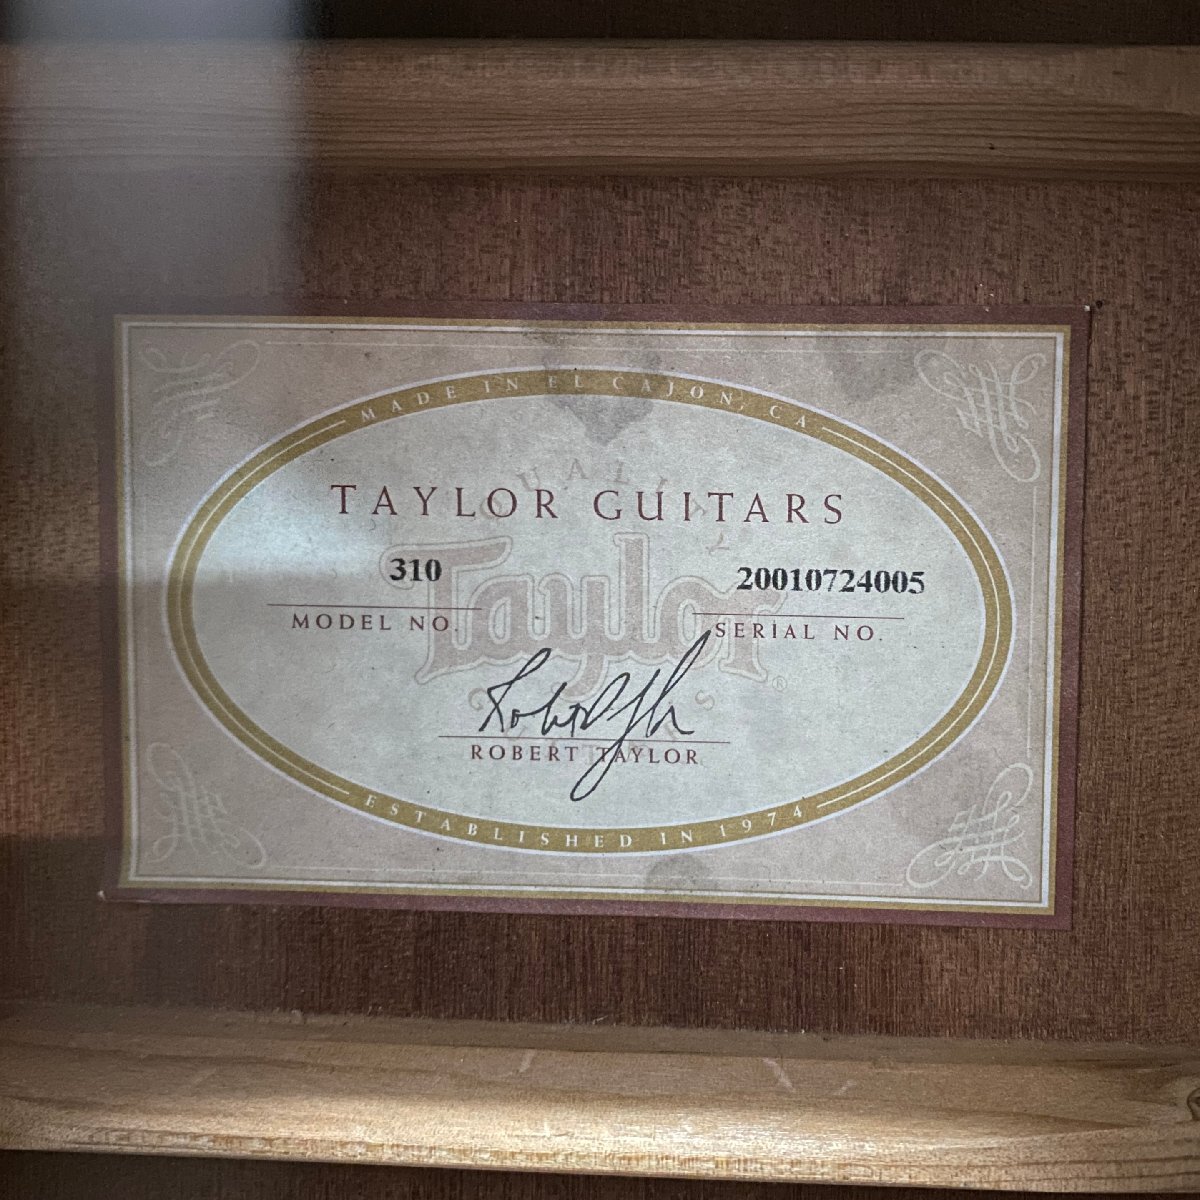 MADE IN EL CAJON, CA
QUALITY
TAYLOR GUITARS
Taylor®
310
20010724005
MODEL NO.
SERIAL NO.
ROBERT TAYLOR
ESTABLISHED IN 1974